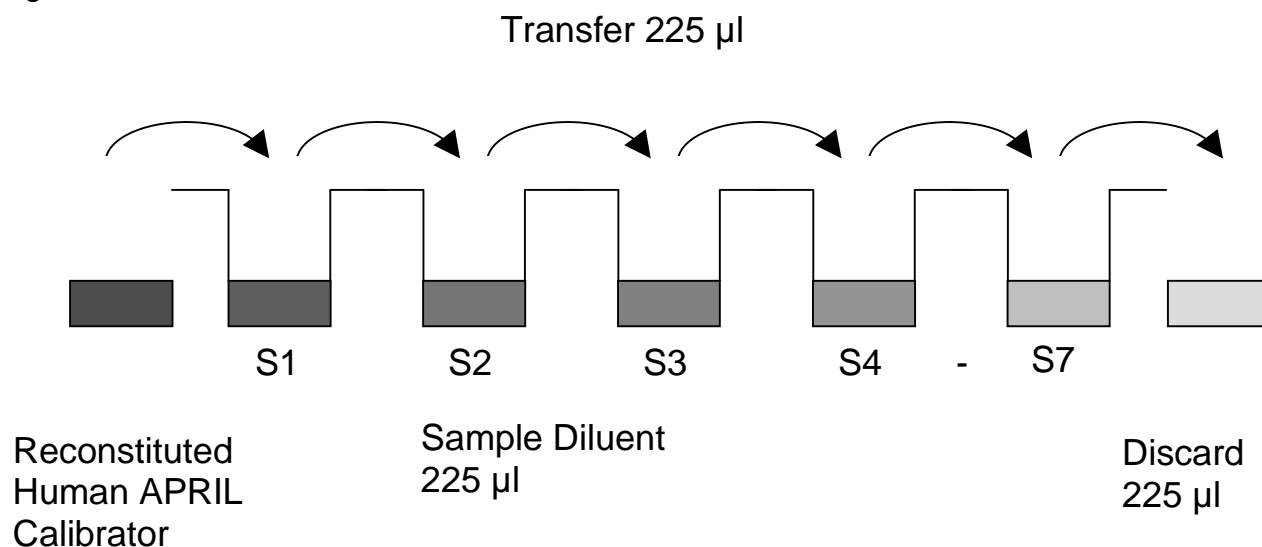 Transfer 225 µl
S1 S2 S3 S4 - S7
Reconstituted
Human APRIL
Calibrator
Sample Diluent
225 µl
Discard
225 µl